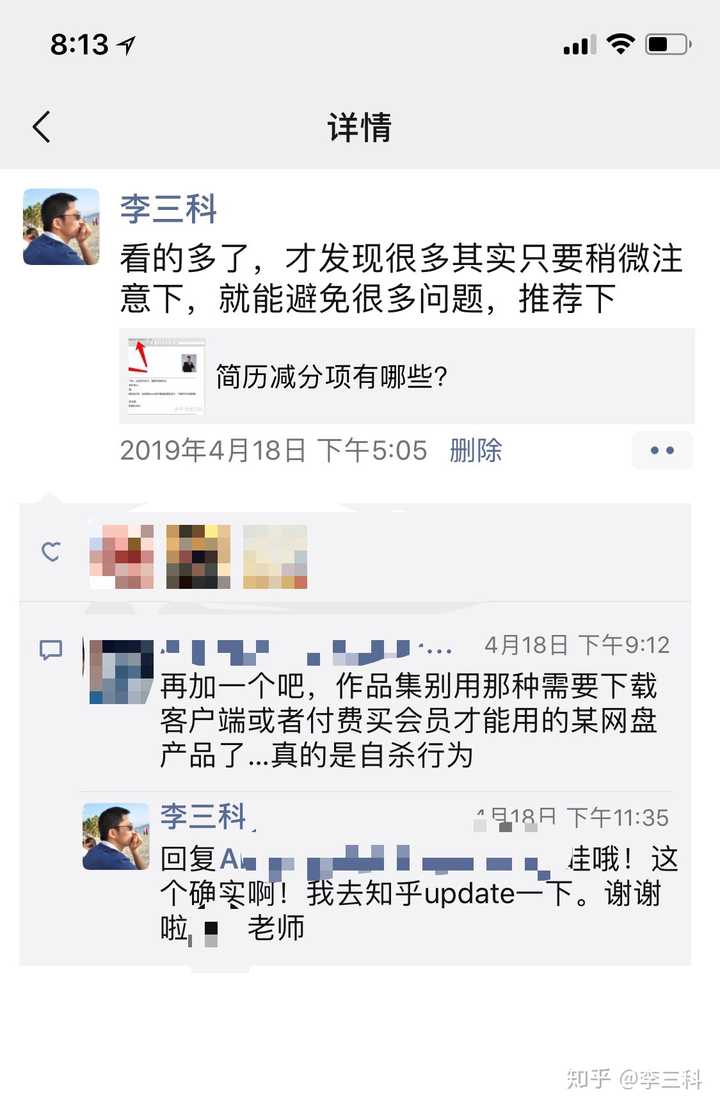 8:13
详情
李三科
看的多了，才发现很多其实只要稍微注
意下，就能避免很多问题，推荐下
简历减分项有哪些？
2019年4月18日 下午5:05 删除
4月18日 下午9:12
再加一个吧，作品集别用那种需要下载
客户端或者付费买会员才能用的某网盘
产品了...真的是自杀行为
李三科
4月18日 下午11:35
回复A 哇哦！这
个确实啊！我去知乎update一下。谢谢
啦 老师
知乎 @李三科